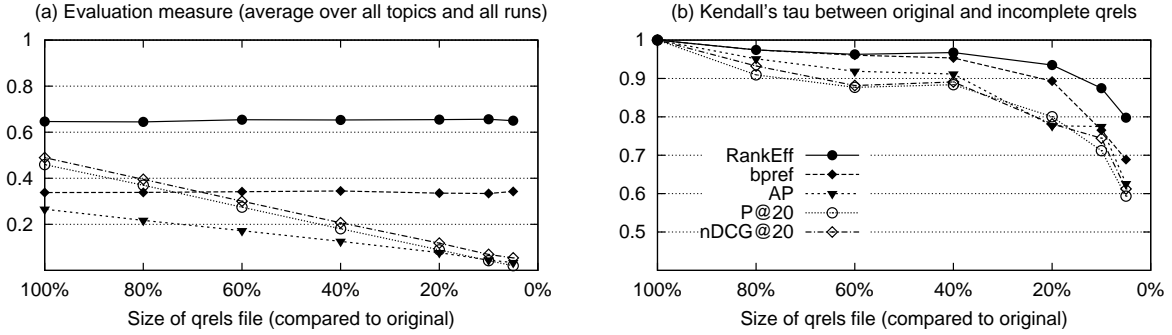 (a) Evaluation measure (average over all topics and all runs)
1
0.8
0.6
0.4
0.2
100%
80%
60%
40%
20%
0%
Size of qrels file (compared to original)
(b) Kendall's tau between original and incomplete qrels
1
0.9
0.8
0.7
0.6
0.5
RankEff
bpref
AP
P@20
nDCG@20
100%
80%
60%
40%
20%
0%
Size of qrels file (compared to original)